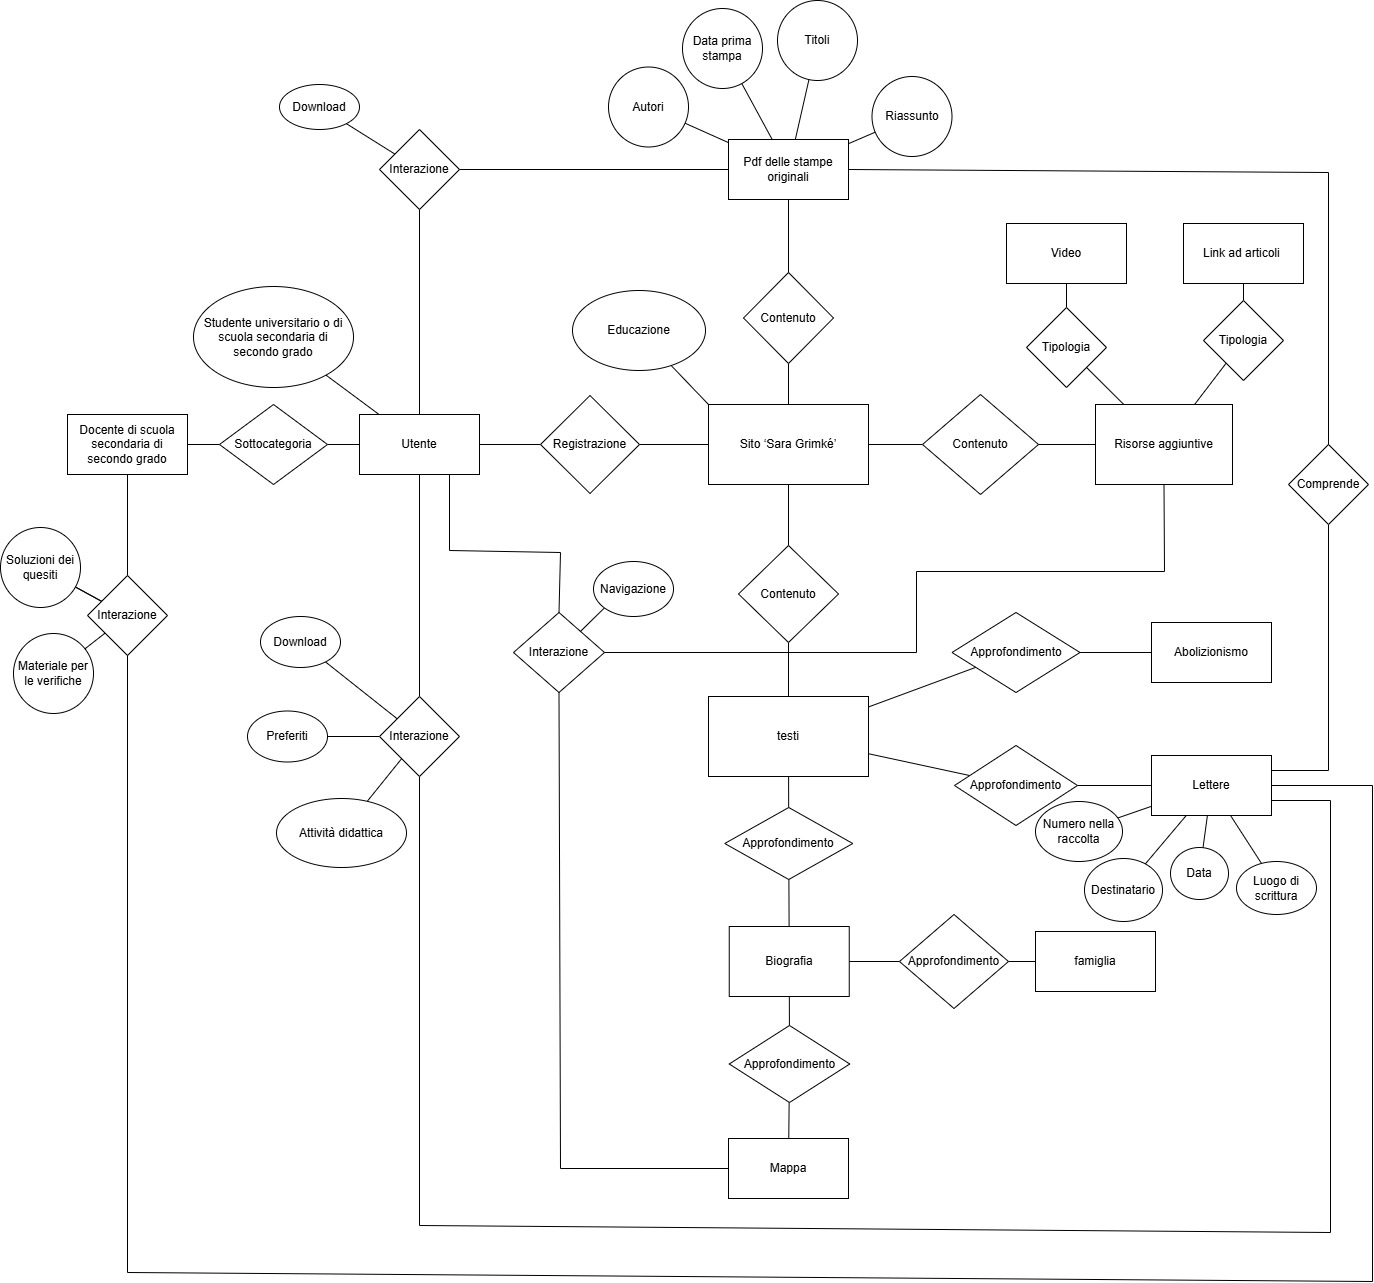 Data prima
stampa
Titoli
Autori
Riassunto
Download
Interazione
Pdf delle stampe
originali
Video
Link ad articoli
Studente universitario o di
scuola secondaria di
secondo grado
Educazione
Contenuto
Tipologia
Tipologia
Docente di scuola
secondaria di
secondo grado
Sottocategoria
Utente
Registrazione
Sito ‘Sara Grimké’
Contenuto
Risorse aggiuntive
Comprende
Soluzioni dei
quesiti
Interazione
Materiale per
le verifiche
Navigazione
Contenuto
Download
Interazione
Approfondimento
Abolizionismo
Preferiti
Interazione
testi
Attività didattica
Approfondimento
Lettere
Numero nella
raccolta
Destinatario
Data
Luogo di
scrittura
Approfondimento
Biografia
Approfondimento
famiglia
Approfondimento
Mappa